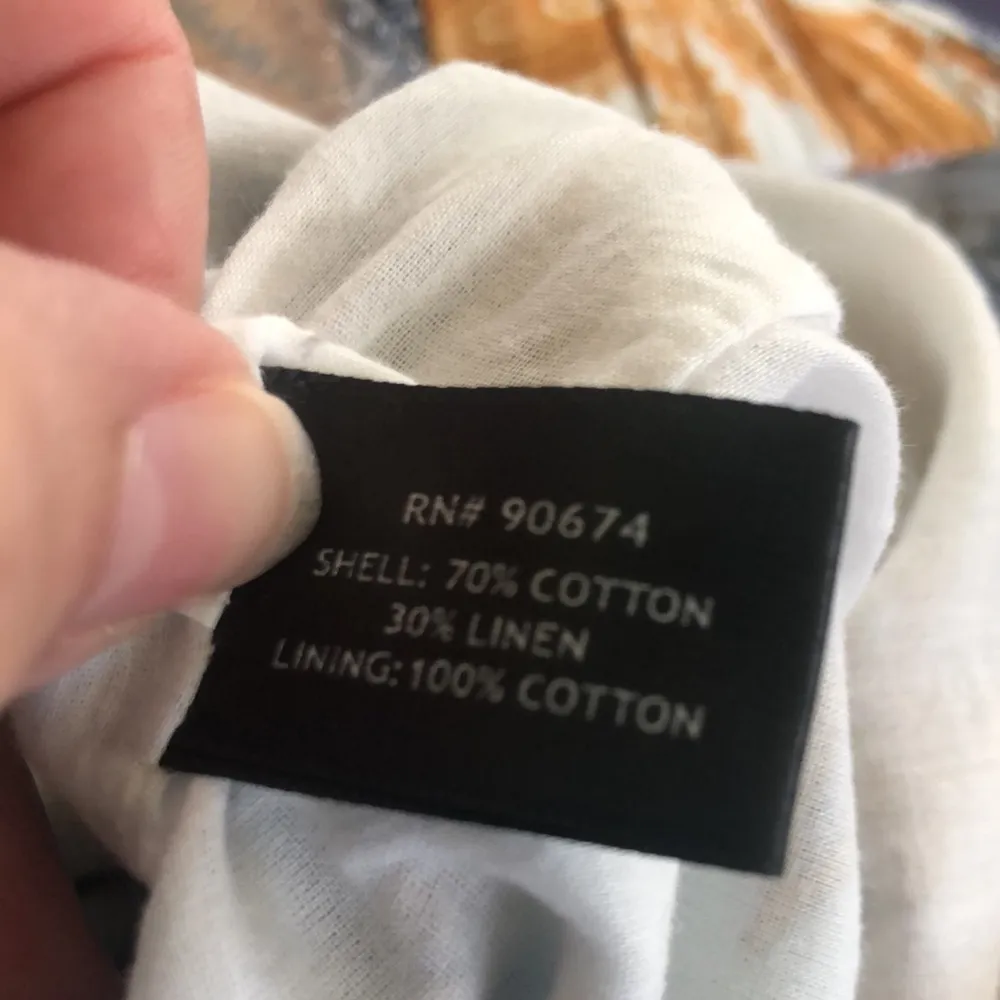 RN# 90674
SHELL: 70% COTTON
30% LINEN
LINING: 100% COTTON